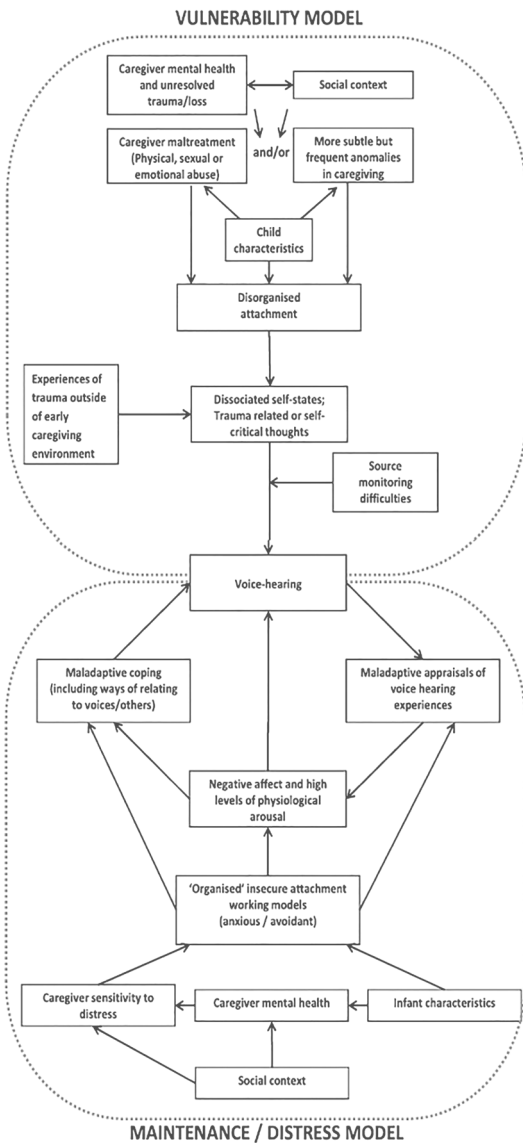 VULNERABILITY MODEL
Caregiver mental health
and unresolved
trauma/loss
Social context
Caregiver maltreatment
(Physical, sexual or
emotional abuse)
and/or
More subtle but
frequent anomalies
in caregiving
Child
characteristics
Disorganised
attachment
Experiences of
trauma outside
of early
caregiving
environment
Dissociated self-states;
Trauma related or self-
critical thoughts
Source
monitoring
difficulties
Voice-hearing
Maladaptive coping
(including ways of relating
to voices/others)
Maladaptive appraisals of
voice hearing
experiences
Negative affect and high
levels of physiological
arousal
‘Organised’ insecure attachment
working models
(anxious / avoidant)
Caregiver sensitivity to
distress
Caregiver mental health
Infant characteristics
Social context
MAINTENANCE / DISTRESS MODEL